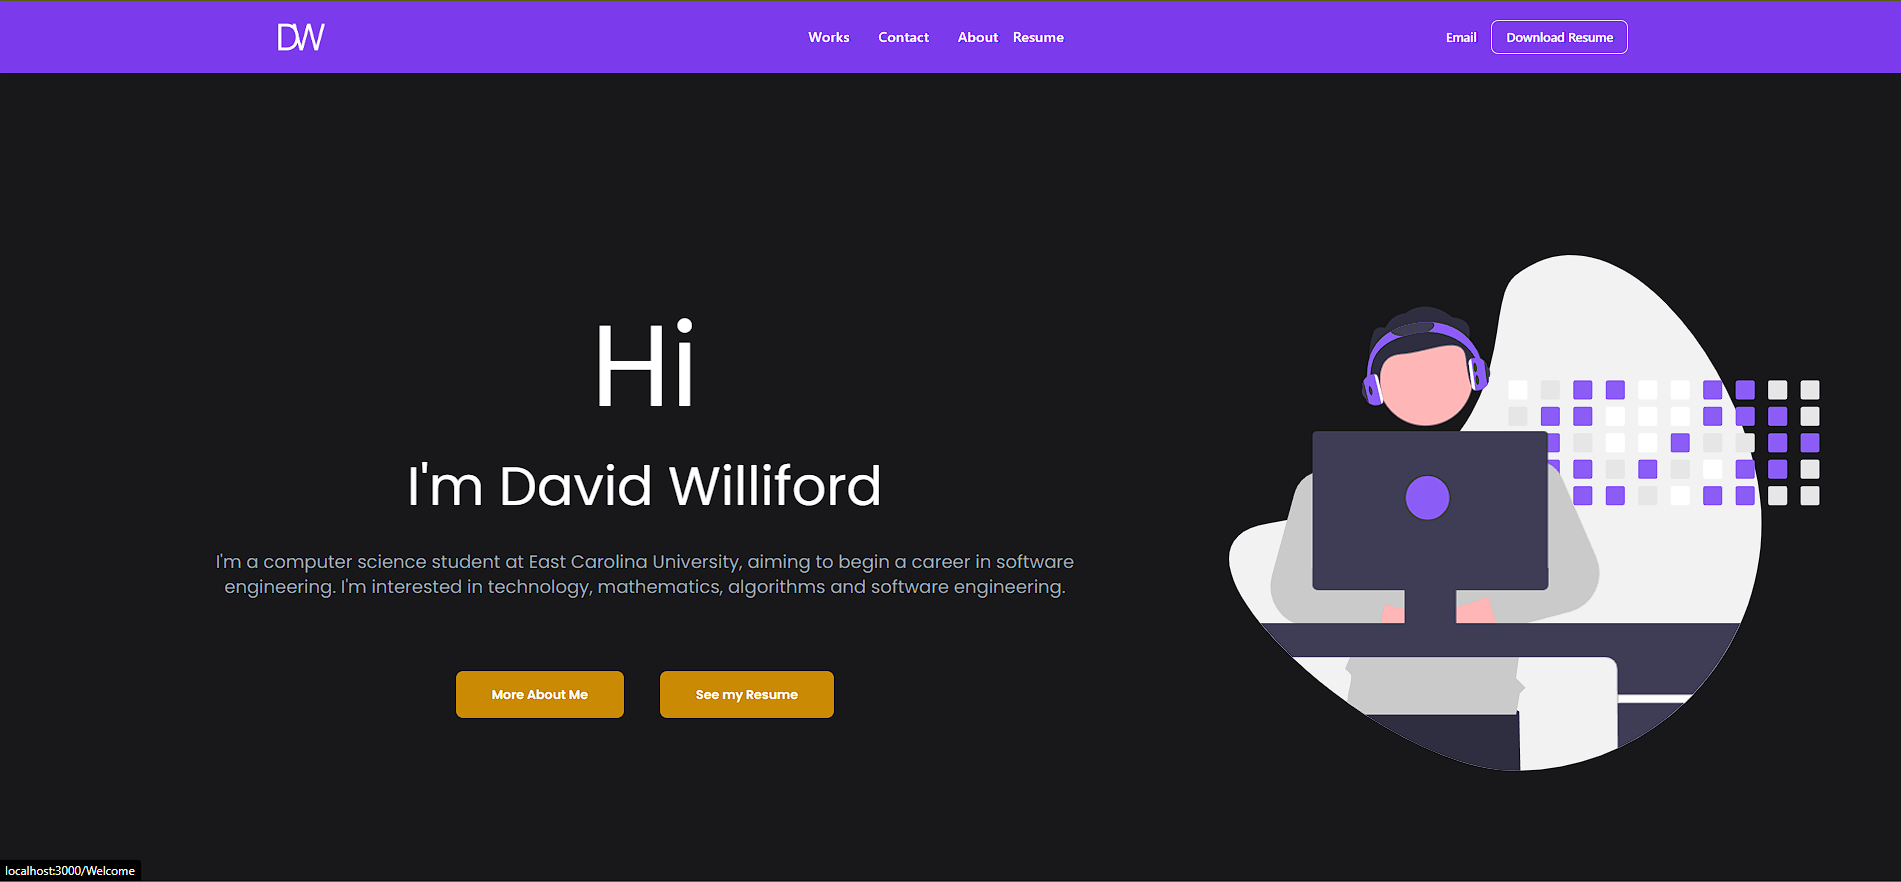 DW
Works Contact About Resume
Email Download Resume
Hi
I'm David Williford
I'm a computer science student at East Carolina University, aiming to begin a career in software
engineering. I'm interested in technology, mathematics, algorithms and software engineering.
More About Me See my Resume
localhost:3000/Welcome